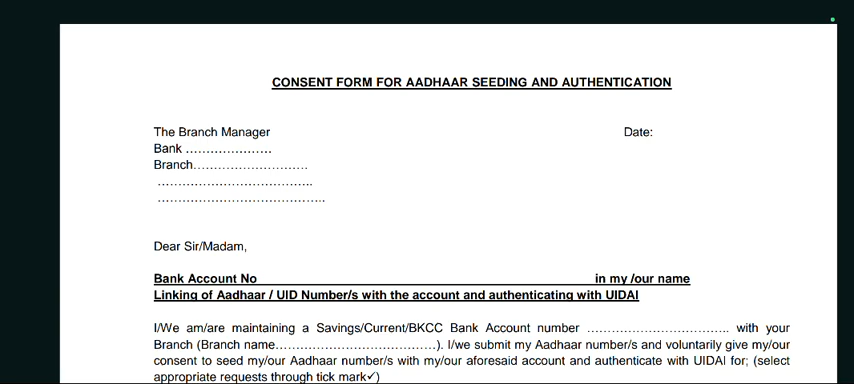 CONSENT FORM FOR AADHAAR SEEDING AND AUTHENTICATION
The Branch Manager Date:
Bank …………………
Branch……………………….
………………………………..
…………………………………..
Dear Sir/Madam,
Bank Account No in my /our name
Linking of Aadhaar / UID Number/s with the account and authenticating with UIDAI
I/We am/are maintaining a Savings/Current/BKCC Bank Account number …………………………….. with your
Branch (Branch name…………………………………). I/we submit my Aadhaar number/s and voluntarily give my/our
consent to seed my/our Aadhaar number/s with my/our aforesaid account and authenticate with UIDAI for; (select
appropriate requests through tick mark✓)